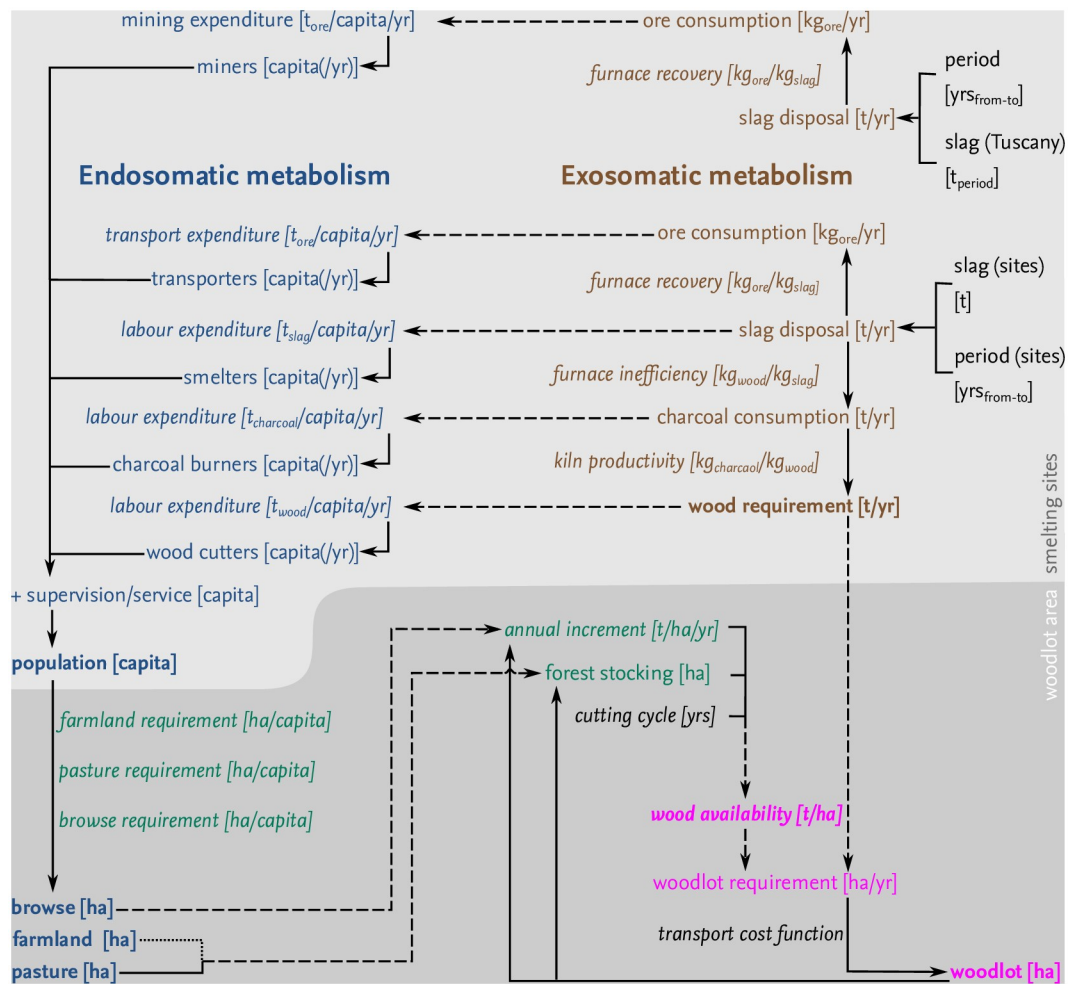 mining expenditure [t_ore/capita/yr]
ore consumption [kg_ore/yr]
miners [capita(/yr)]
furnace recovery [kg_ore/kg_slag]
period
[yrs_from-to]
slag disposal [t/yr]
slag (Tuscany)
[t_period]
Endosomatic metabolism
Exosomatic metabolism
transport expenditure [t_ore/capita/yr]
ore consumption [kg_ore/yr]
transporters [capita(/yr)]
furnace recovery [kg_ore/kg_slag]
slag (sites)
[t]
labour expenditure [t_slag/capita/yr]
slag disposal [t/yr]
period (sites)
[yrs_from-to]
smelters [capita(/yr)]
furnace inefficiency [kg_wood/kg_slag]
labour expenditure [t_charcoal/capita/yr]
charcoal consumption [t/yr]
charcoal burners [capita(/yr)]
kiln productivity [kg_charcaol/kg_wood]
labour expenditure [t_wood/capita/yr]
wood requirement [t/yr]
wood cutters [capita(/yr)]
smelting sites
+ supervision/service [capita]
woodlot area
population [capita]
annual increment [t/ha/yr]
forest stocking [ha]
cutting cycle [yrs]
farmland requirement [ha/capita]
pasture requirement [ha/capita]
browse requirement [ha/capita]
wood availability [t/ha]
woodlot requirement [ha/yr]
browse [ha]
farmland [ha]
pasture [ha]
transport cost function
woodlot [ha]